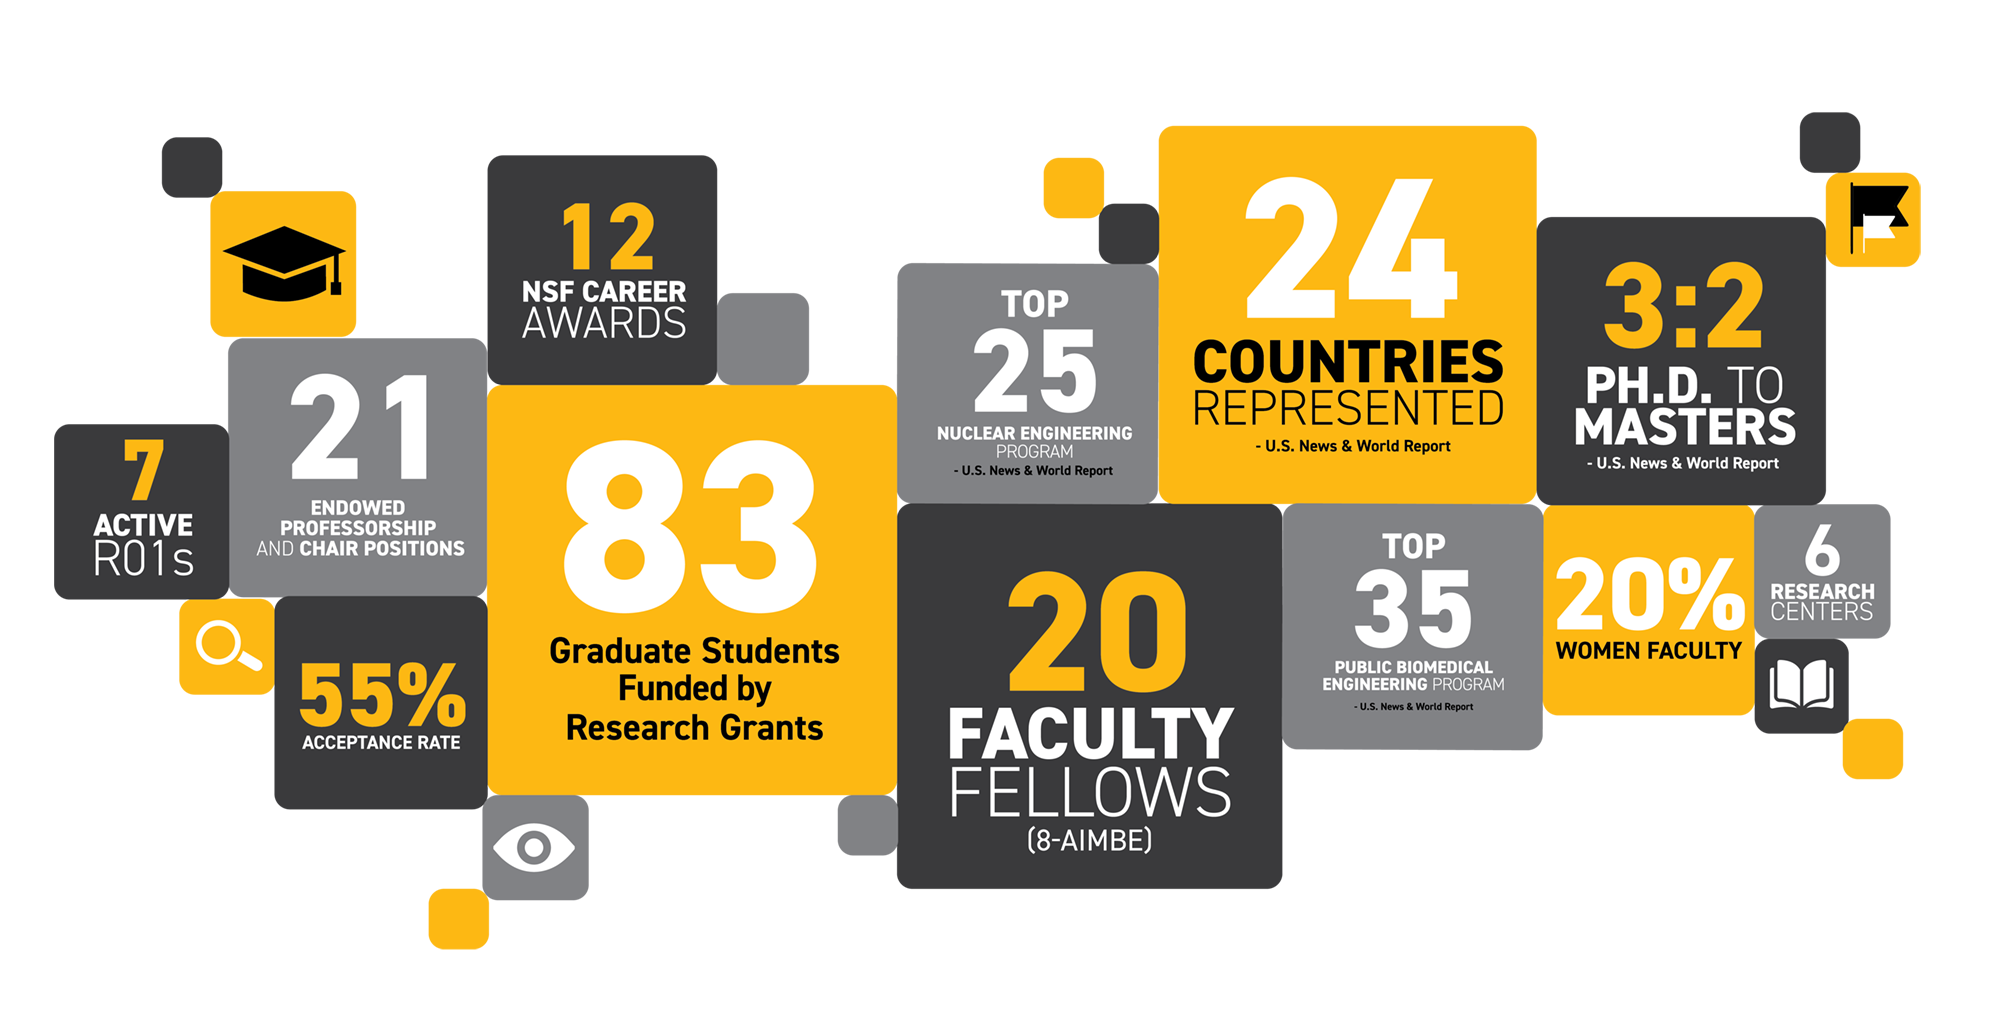 12
NSF CAREER
AWARDS
7
ACTIVE
R01s
21
ENDOWED
PROFESSORSHIP
AND CHAIR POSITIONS
55%
ACCEPTANCE RATE
83
Graduate Students
Funded by
Research Grants
TOP
25
NUCLEAR ENGINEERING
PROGRAM
- U.S. News & World Report
24
COUNTRIES
REPRESENTED
- U.S. News & World Report
3:2
PH.D. TO
MASTERS
- U.S. News & World Report
20
FACULTY
FELLOWS
(8-AIMBE)
TOP
35
PUBLIC BIOMEDICAL
ENGINEERING PROGRAM
- U.S. News & World Report
20%
WOMEN FACULTY
6
RESEARCH
CENTERS